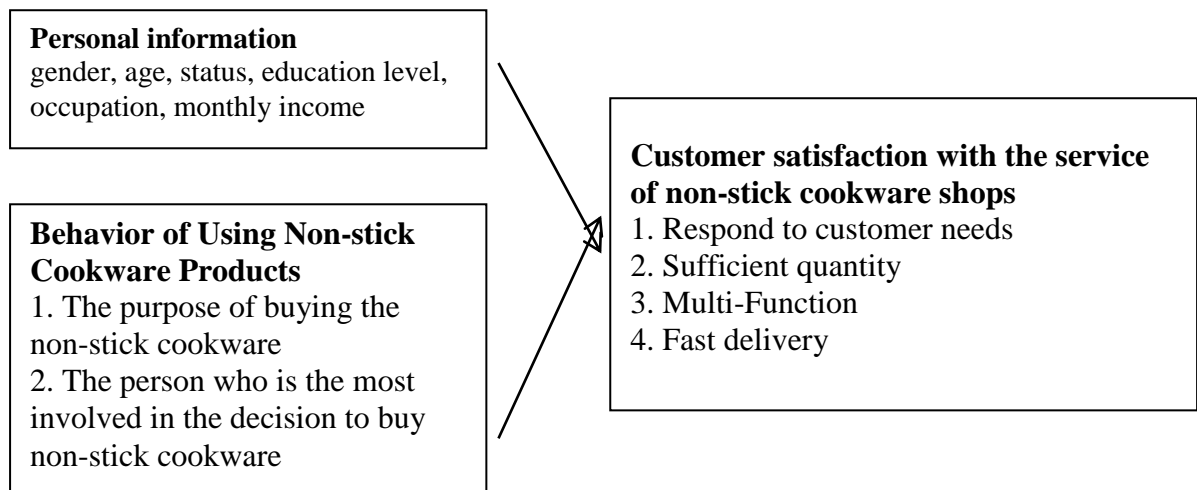 Personal information
gender, age, status, education level,
occupation, monthly income
Behavior of Using Non-stick
Cookware Products
1. The purpose of buying the
non-stick cookware
2. The person who is the most
involved in the decision to buy
non-stick cookware
Customer satisfaction with the service
of non-stick cookware shops
1. Respond to customer needs
2. Sufficient quantity
3. Multi-Function
4. Fast delivery